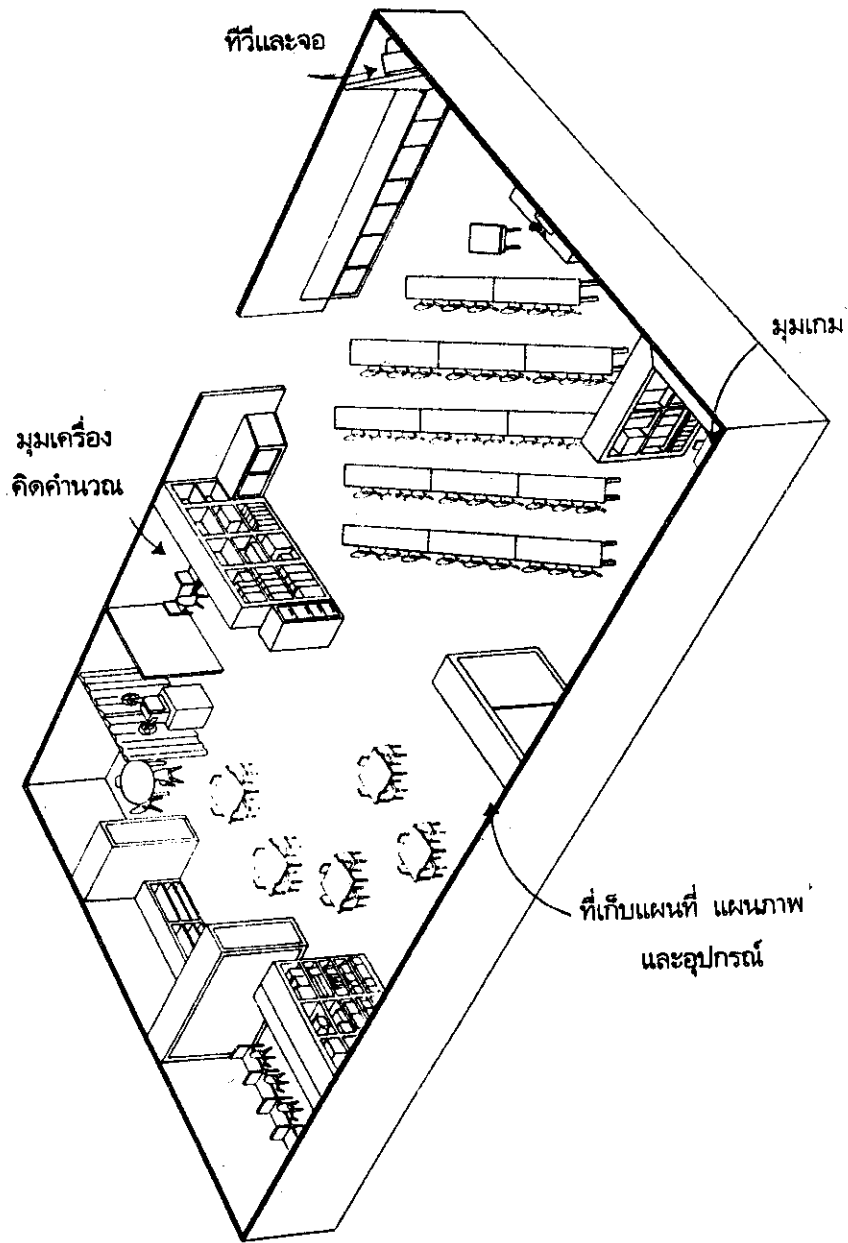 ทีวีและจอ
มุมเกม
มุมเครื่อง
คิดคำนวณ
ที่เก็บแผนที่ แผนภาพ
และอุปกรณ์